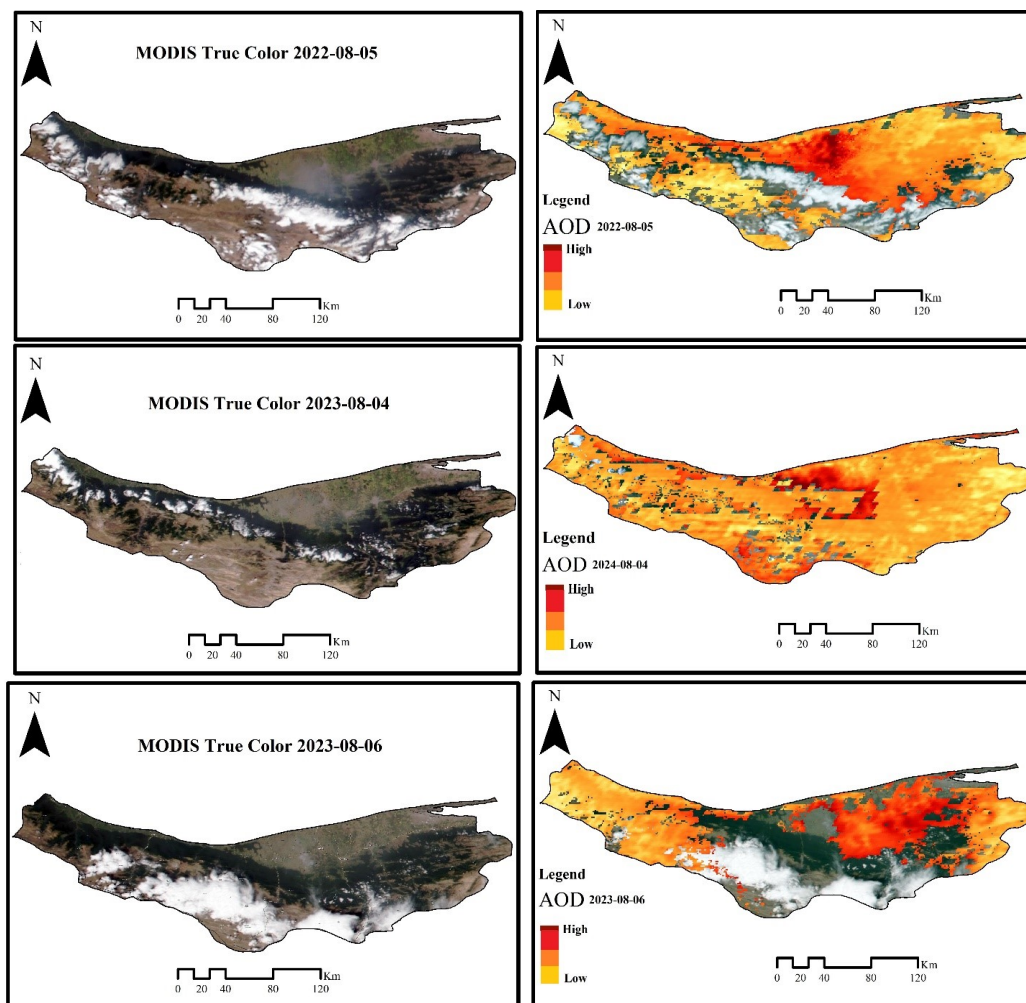 N
MODIS True Color 2022-08-05
Km
0 20 40 80 120
N
Legend
AOD 2022-08-05
High
Low
Km
0 20 40 80 120
N
MODIS True Color 2023-08-04
Km
0 20 40 80 120
N
Legend
AOD 2024-08-04
High
Low
Km
0 20 40 80 120
N
MODIS True Color 2023-08-06
Km
0 20 40 80 120
N
Legend
AOD 2023-08-06
High
Low
Km
0 20 40 80 120